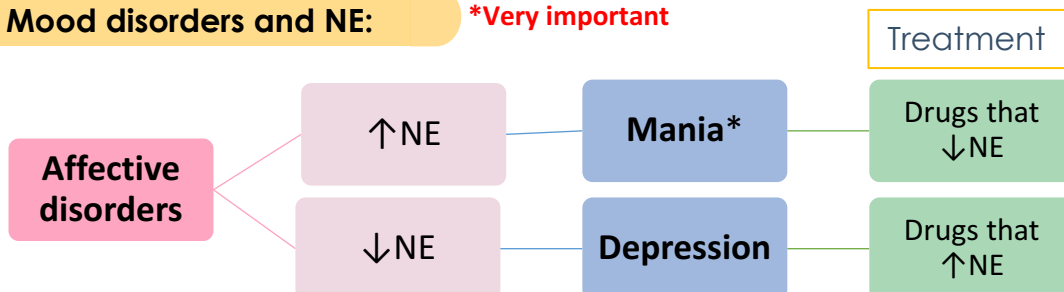 Mood disorders and NE:
*Very important
Treatment
Affective
disorders
↑NE
Mania*
Drugs that
↓NE
↓NE
Depression
Drugs that
↑NE